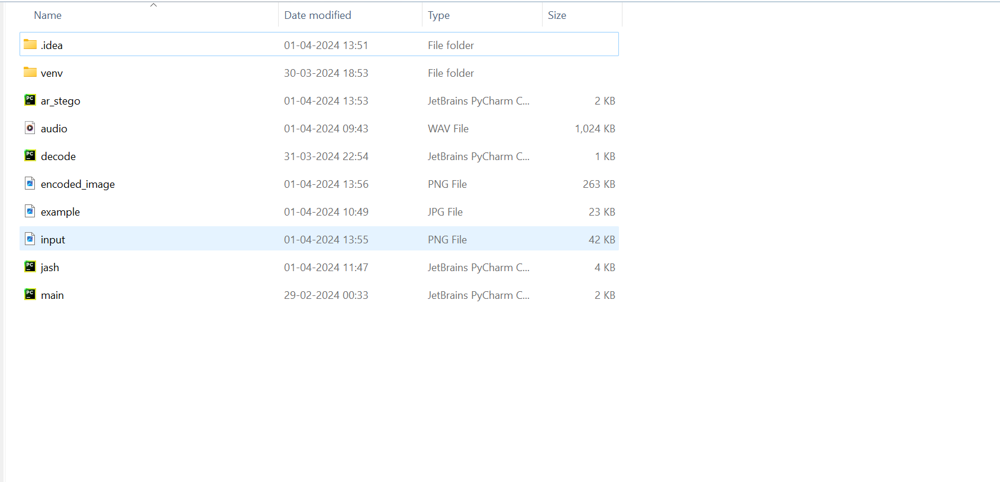 Name Date modified Type Size
.idea 01-04-2024 13:51 File folder
venv 30-03-2024 18:53 File folder
PC ar_stego 01-04-2024 13:53 JetBrains PyCharm C... 2 KB
audio 01-04-2024 09:43 WAV File 1,024 KB
PC decode 31-03-2024 22:54 JetBrains PyCharm C... 1 KB
encoded_image 01-04-2024 13:56 PNG File 263 KB
example 01-04-2024 10:49 JPG File 23 KB
input 01-04-2024 13:55 PNG File 42 KB
PC jash 01-04-2024 11:47 JetBrains PyCharm C... 4 KB
PC main 29-02-2024 00:33 JetBrains PyCharm C... 2 KB